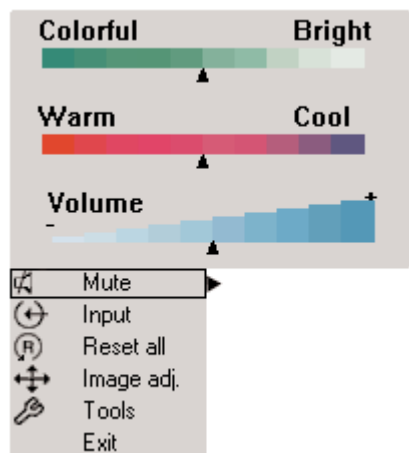 Colorful Bright
Warm Cool
Volume
- +
Mute
Input
R Reset all
Image adj.
Tools
Exit